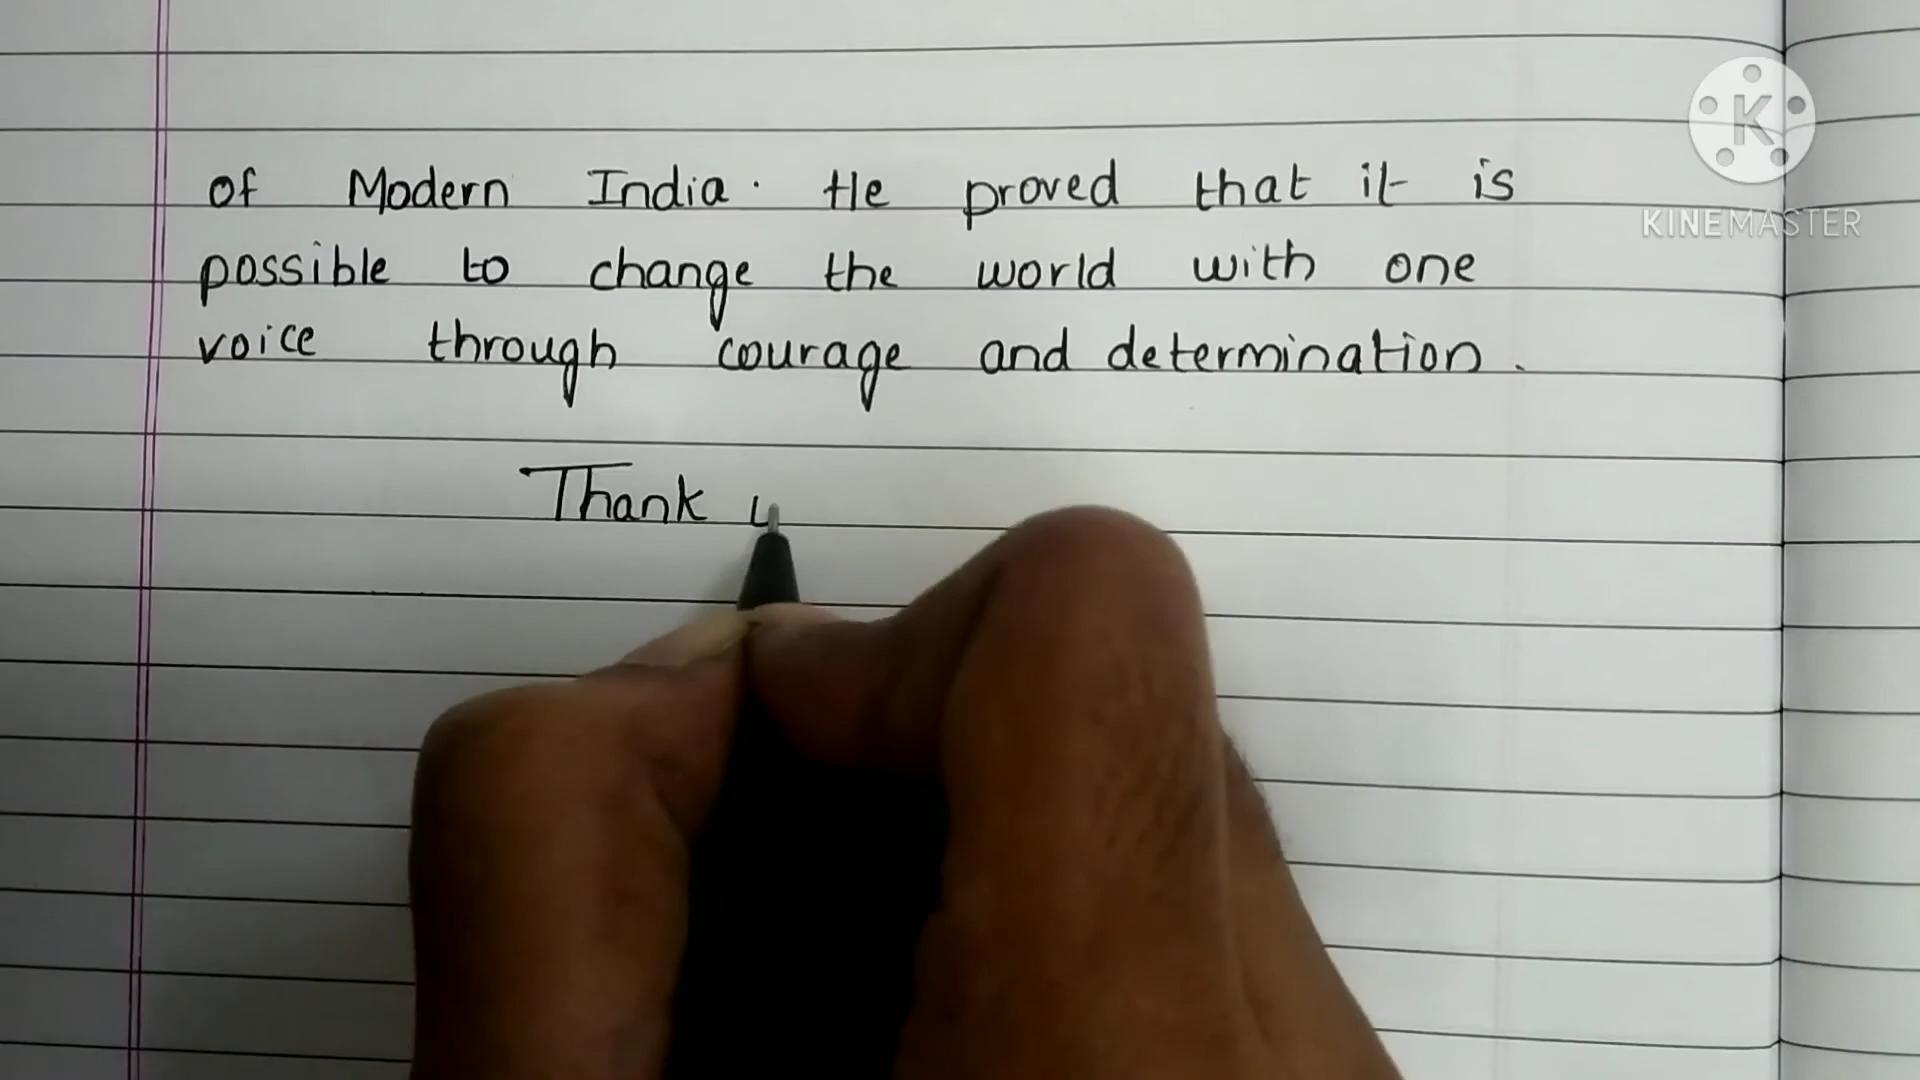 of Modern India. He proved that it is
possible to change the world with one
voice through courage and determination.
Thank
K
KINEMASTER